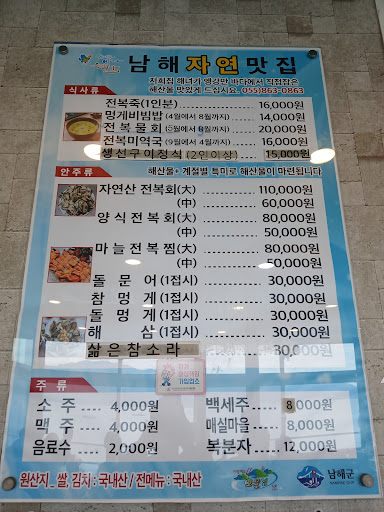 남해자연맛집
저희집 해녀가 앵강만 바다에서 직접잡은
해산물 맛있게 드십시요. (055)863-0863
식사류
전복죽(1인분) 16,000원
멍게비빔밥 (4월에서 8월까지) 14,000원
전복물회 (5월에서 8월까지) 20,000원
전복미역국 (9월에서 4월까지) 16,000원
생선구이정식 (2인이상) 15,000원
안주류
해산물+ 계절별 특미로 해산물이 마련됩니다
자연산 전복회(大) 110,000원
(中) 60,000원
양식전복회(大) 80,000원
(中) 50,000원
마늘전복찜(大) 80,000원
(中) 50,000원
돌문어(1접시) 30,000원
참멍게(1접시) 30,000원
돌멍게(1접시) 30,000원
해삼(1접시) 30,000원
삶은참소라 30,000원
주류
소주 4,000원
맥주 4,000원
음료수 2,000원
백세주 8,000원
매실마을 8,000원
복분자 12,000원
원산지_쌀,김치:국내산/전메뉴:국내산
남해군